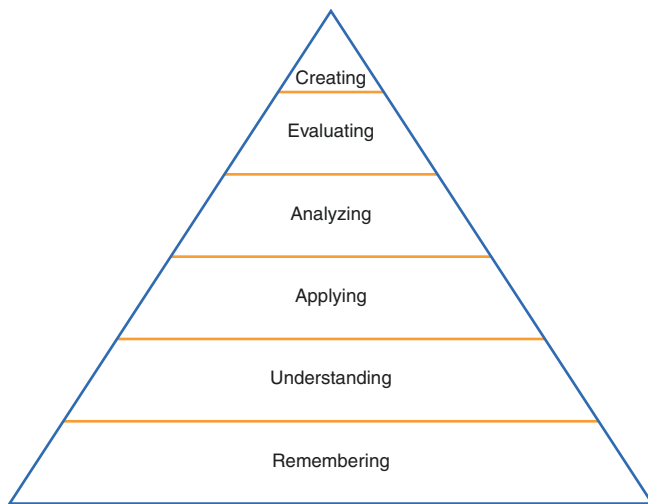 Creating
Evaluating
Analyzing
Applying
Understanding
Remembering